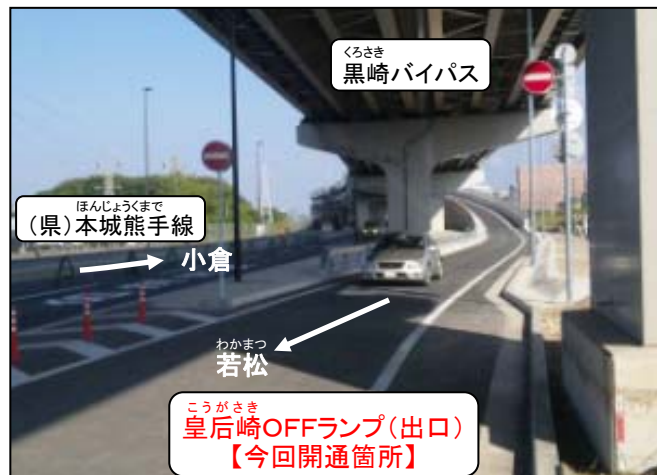 くろさき
黒崎バイパス
ほんじょうくまで
(県)本城熊手線
小倉
わかまつ
若松
こうがさき
皇后崎OFFランプ(出口)
【今回開通箇所】